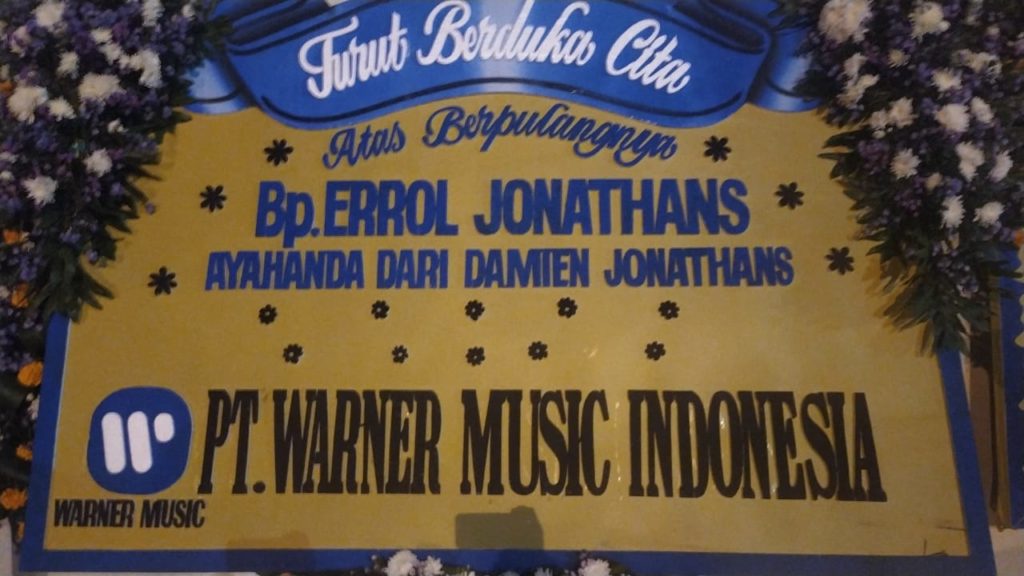 Turut Berduka Cita
Atas Berpulangnya
Bp. ERROL JONATHANS
AYAHANDA DARI DAMIEN JONATHANS
PT. WARNER MUSIC INDONESIA
WARNER MUSIC